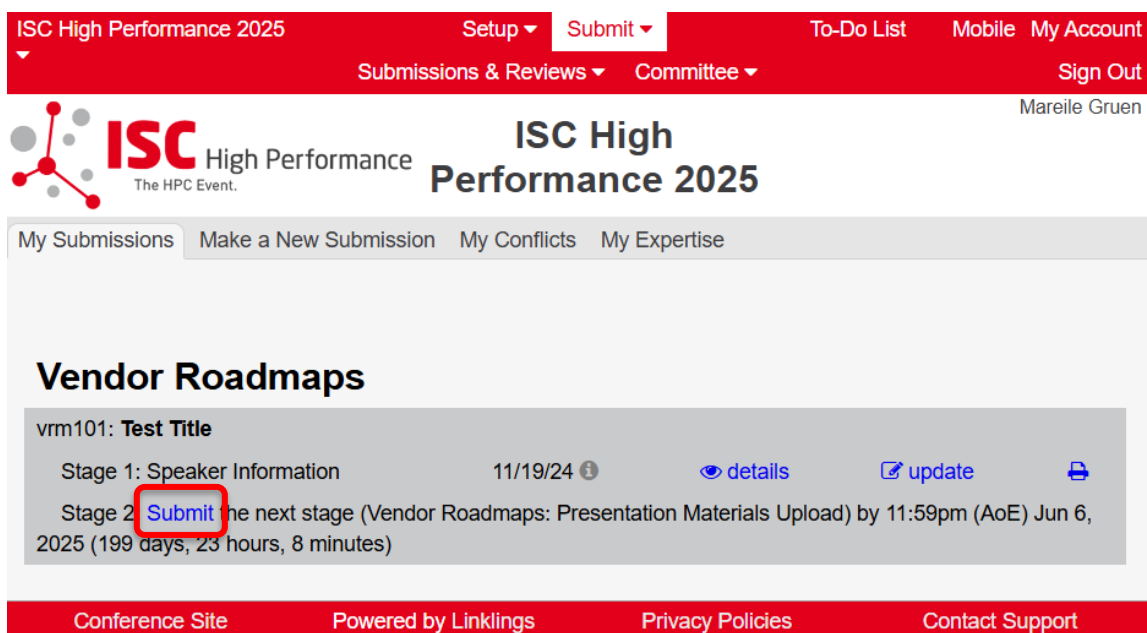 ISC High Performance 2025 Setup Submit To-Do List Mobile My Account
Submissions & Reviews Committee Sign Out
Mareile Gruen
ISC High Performance
The HPC Event.
ISC High
Performance 2025
My Submissions Make a New Submission My Conflicts My Expertise
Vendor Roadmaps
vrm101: Test Title
Stage 1: Speaker Information 11/19/24 details update
Stage 2 Submit the next stage (Vendor Roadmaps: Presentation Materials Upload) by 11:59pm (AoE) Jun 6,
2025 (199 days, 23 hours, 8 minutes)
Conference Site Powered by Linklings Privacy Policies Contact Support